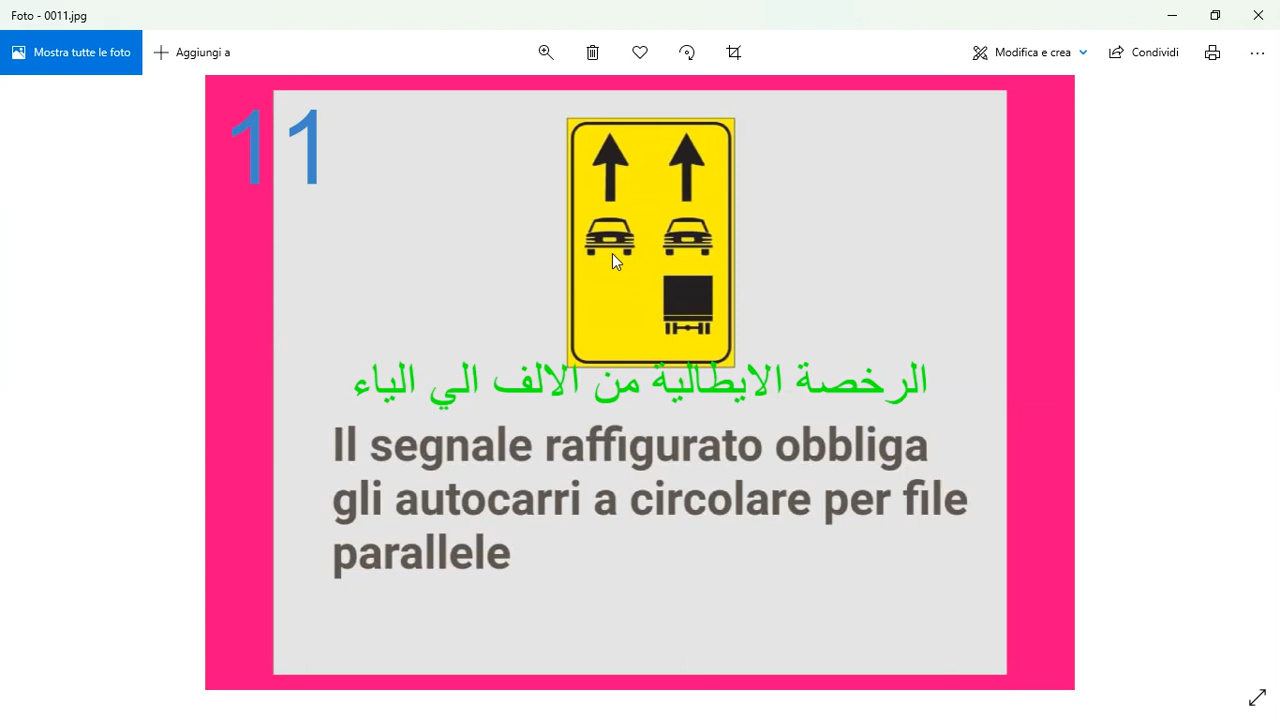 Foto - 0011.jpg
Mostra tutte le foto
Aggiungi a
Modifica e crea
Condividi
11
الرخصة الايطالية من الالف الي الياء
Il segnale raffigurato obbliga
gli autocarri a circolare per file
parallele